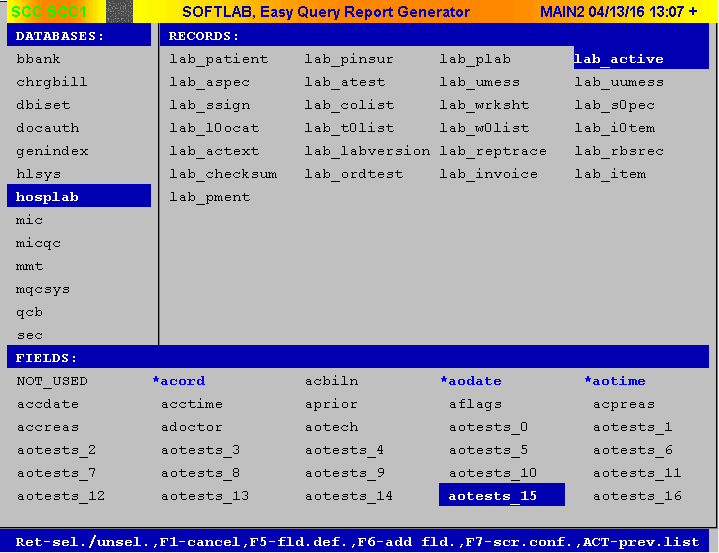 SCC SCC1 SOFTLAB, Easy Query Report Generator MAIN2 04/13/16 13:07 +
DATABASES: RECORDS:
bbank lab_patient lab_pinsur lab_plab lab_active
chrgbill lab_aspec lab_atest lab_umess lab_uumess
dbiset lab_ssign lab_colist lab_wrksht lab_s0pec
docauth lab_l0ocat lab_t0list lab_w0list lab_i0tem
genindex lab_actext lab_labversion lab_reptrace lab_rbsrec
hlsys lab_checksum lab_ordtest lab_invoice lab_item
hosplab lab_pment
mic
micqc
mmt
mqcsys
qcb
sec
FIELDS:
NOT_USED *acord acbiln *aodate *aotime
accdate acctime aprior aflags acpreas
accreas adoctor aotech aotests_0 aotests_1
aotests_2 aotests_3 aotests_4 aotests_5 aotests_6
aotests_7 aotests_8 aotests_9 aotests_10 aotests_11
aotests_12 aotests_13 aotests_14 aotests_15 aotests_16
Ret-sel./unsel.,F1-cancel,F5-fld.def.,F6-add fld.,F7-scr.conf.,ACT-prev.list